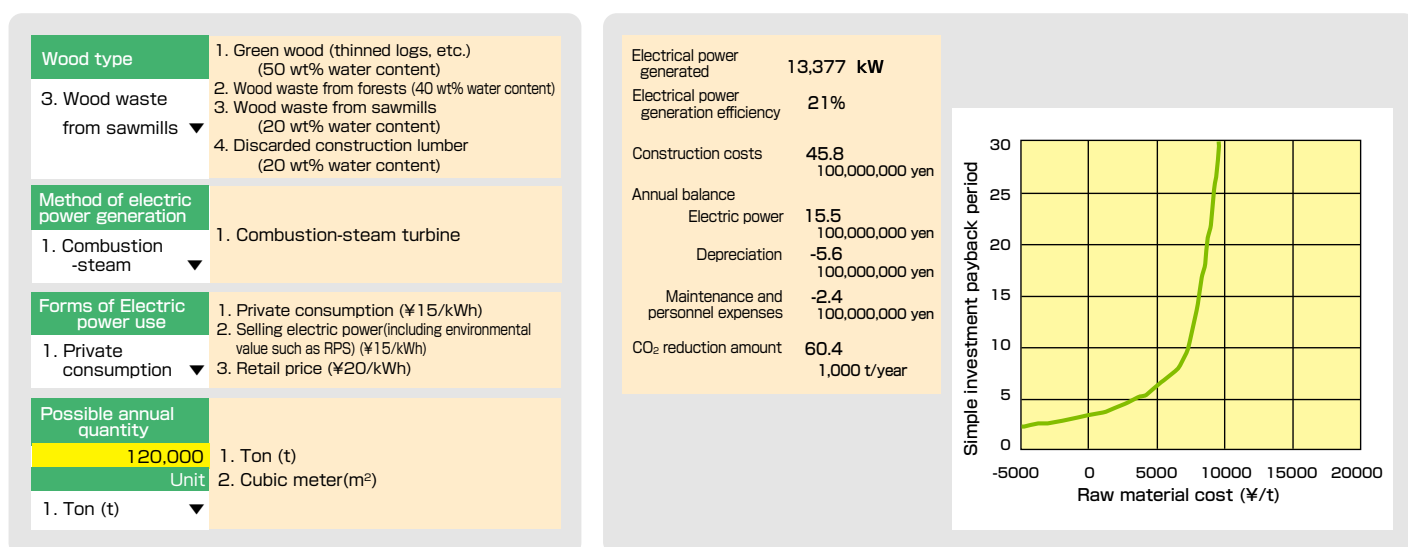 Wood type
3. Wood waste
from sawmills ▼
1. Green wood (thinned logs, etc.)
(50 wt% water content)
2. Wood waste from forests (40 wt% water content)
3. Wood waste from sawmills
(20 wt% water content)
4. Discarded construction lumber
(20 wt% water content)
Method of electric
power generation
1. Combustion
-steam ▼
1. Combustion-steam turbine
Forms of Electric
power use
1. Private
consumption ▼
1. Private consumption (¥15/kWh)
2. Selling electric power(including environmental
value such as RPS) (¥15/kWh)
3. Retail price (¥20/kWh)
Possible annual
quantity
120,000
Unit
1. Ton (t) ▼
1. Ton (t)
2. Cubic meter(m²)
Electrical power
generated 13,377 kW
Electrical power
generation efficiency 21%
Construction costs 45.8
100,000,000 yen
Annual balance
Electric power 15.5
100,000,000 yen
Depreciation -5.6
100,000,000 yen
Maintenance and
personnel expenses -2.4
100,000,000 yen
CO₂ reduction amount 60.4
1,000 t/year
Simple investment payback period
30
25
20
15
10
5
0
-5000 0 5000 10000 15000 20000
Raw material cost (¥/t)